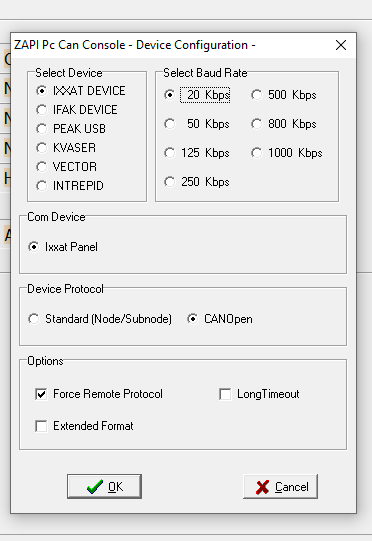 ZAPI Pc Can Console - Device Configuration -
Select Device
IXXAT DEVICE
IFAK DEVICE
PEAK USB
KVASER
VECTOR
INTREPID
Select Baud Rate
20 Kbps
50 Kbps
125 Kbps
250 Kbps
500 Kbps
800 Kbps
1000 Kbps
Com Device
Ixxat Panel
Device Protocol
Standard (Node/Subnode) CANOpen
Options
Force Remote Protocol LongTimeout
Extended Format
OK Cancel